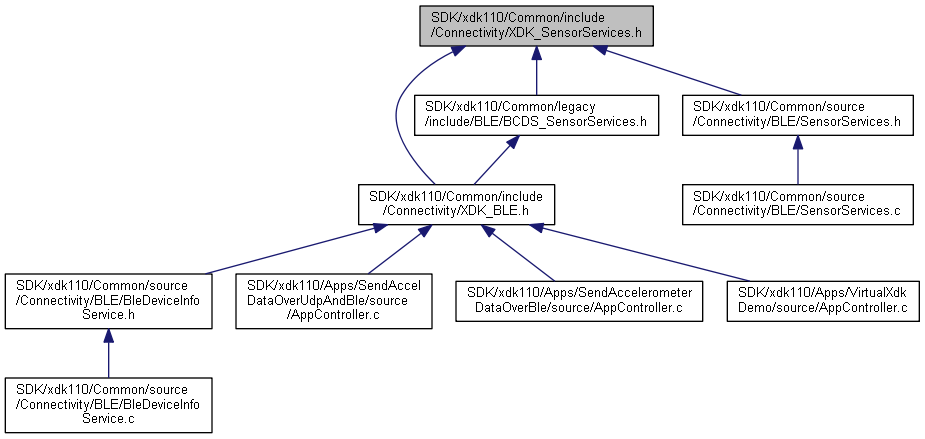 SDK/xdk110/Common/include
/Connectivity/XDK_SensorServices.h
SDK/xdk110/Common/legacy
/include/BLE/BCDS_SensorServices.h
SDK/xdk110/Common/source
/Connectivity/BLE/SensorServices.h
SDK/xdk110/Common/include
/Connectivity/XDK_BLE.h
SDK/xdk110/Common/source
/Connectivity/BLE/SensorServices.c
SDK/xdk110/Common/source
/Connectivity/BLE/BleDeviceInfo
Service.h
SDK/xdk110/Apps/SendAccel
DataOverUdpAndBle/source
/AppController.c
SDK/xdk110/Apps/SendAccelerometer
DataOverBle/source/AppController.c
SDK/xdk110/Apps/VirtualXdk
Demo/source/AppController.c
SDK/xdk110/Common/source
/Connectivity/BLE/BleDeviceInfo
Service.c